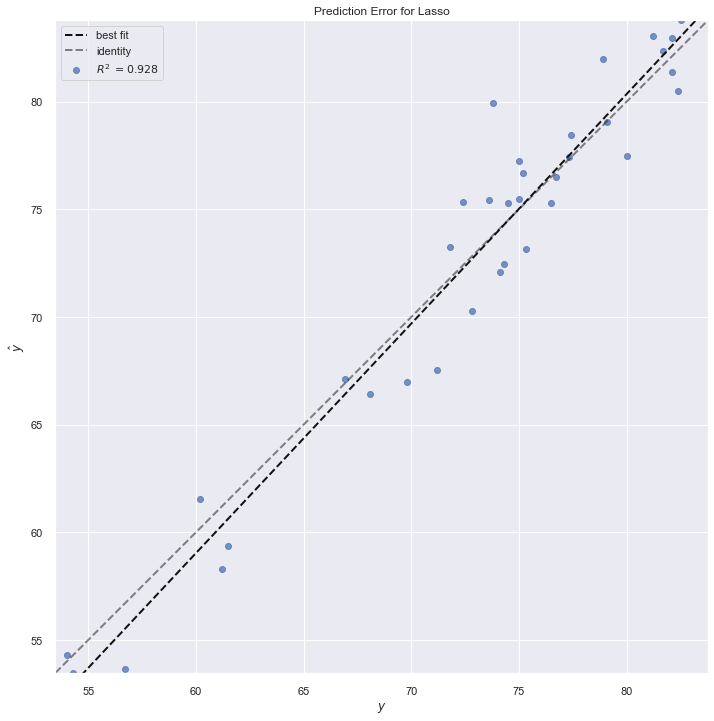 Prediction Error for Lasso
best fit
identity
R² = 0.928
80
75
70
65
60
55
ŷ
55 60 65 70 75 80
y